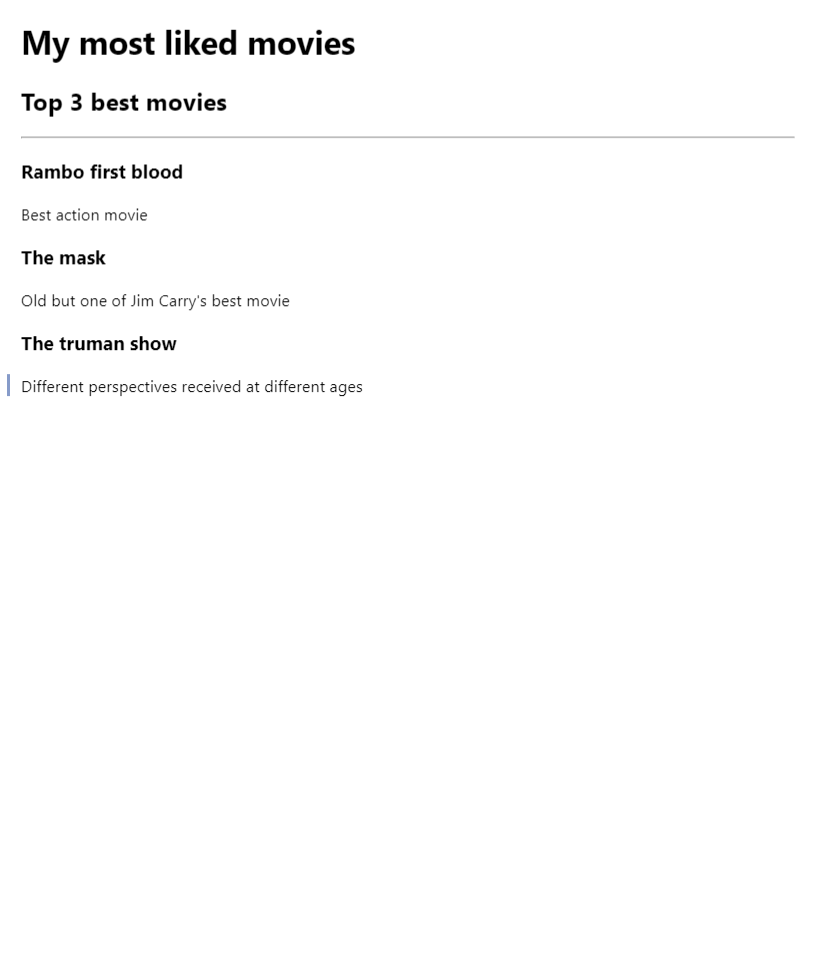 My most liked movies
Top 3 best movies
Rambo first blood
Best action movie
The mask
Old but one of Jim Carry's best movie
The truman show
Different perspectives received at different ages